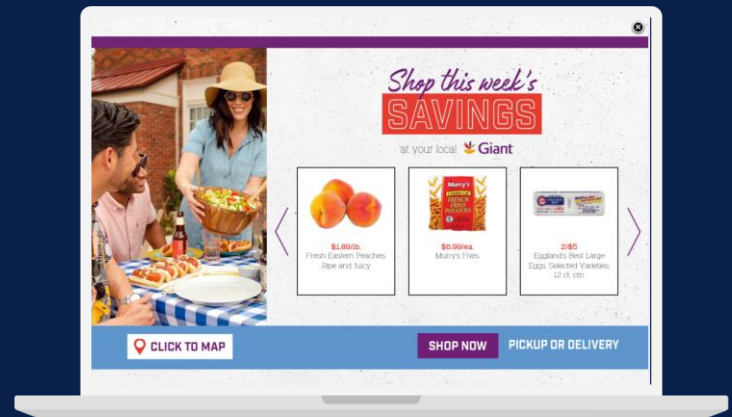 Shop this week's
SAVINGS
at your local Giant
Murry's
FRENCH
FRIED
POTATOES
$1.89/lb.
Fresh Eastern Peaches
Ripe and Juicy
$6.99/ea.
Murry's Fries
2/$5
Eggland's Best Large
Eggs, Selected Varieties,
12 ct. ctn.
CLICK TO MAP
SHOP NOW
PICKUP OR DELIVERY